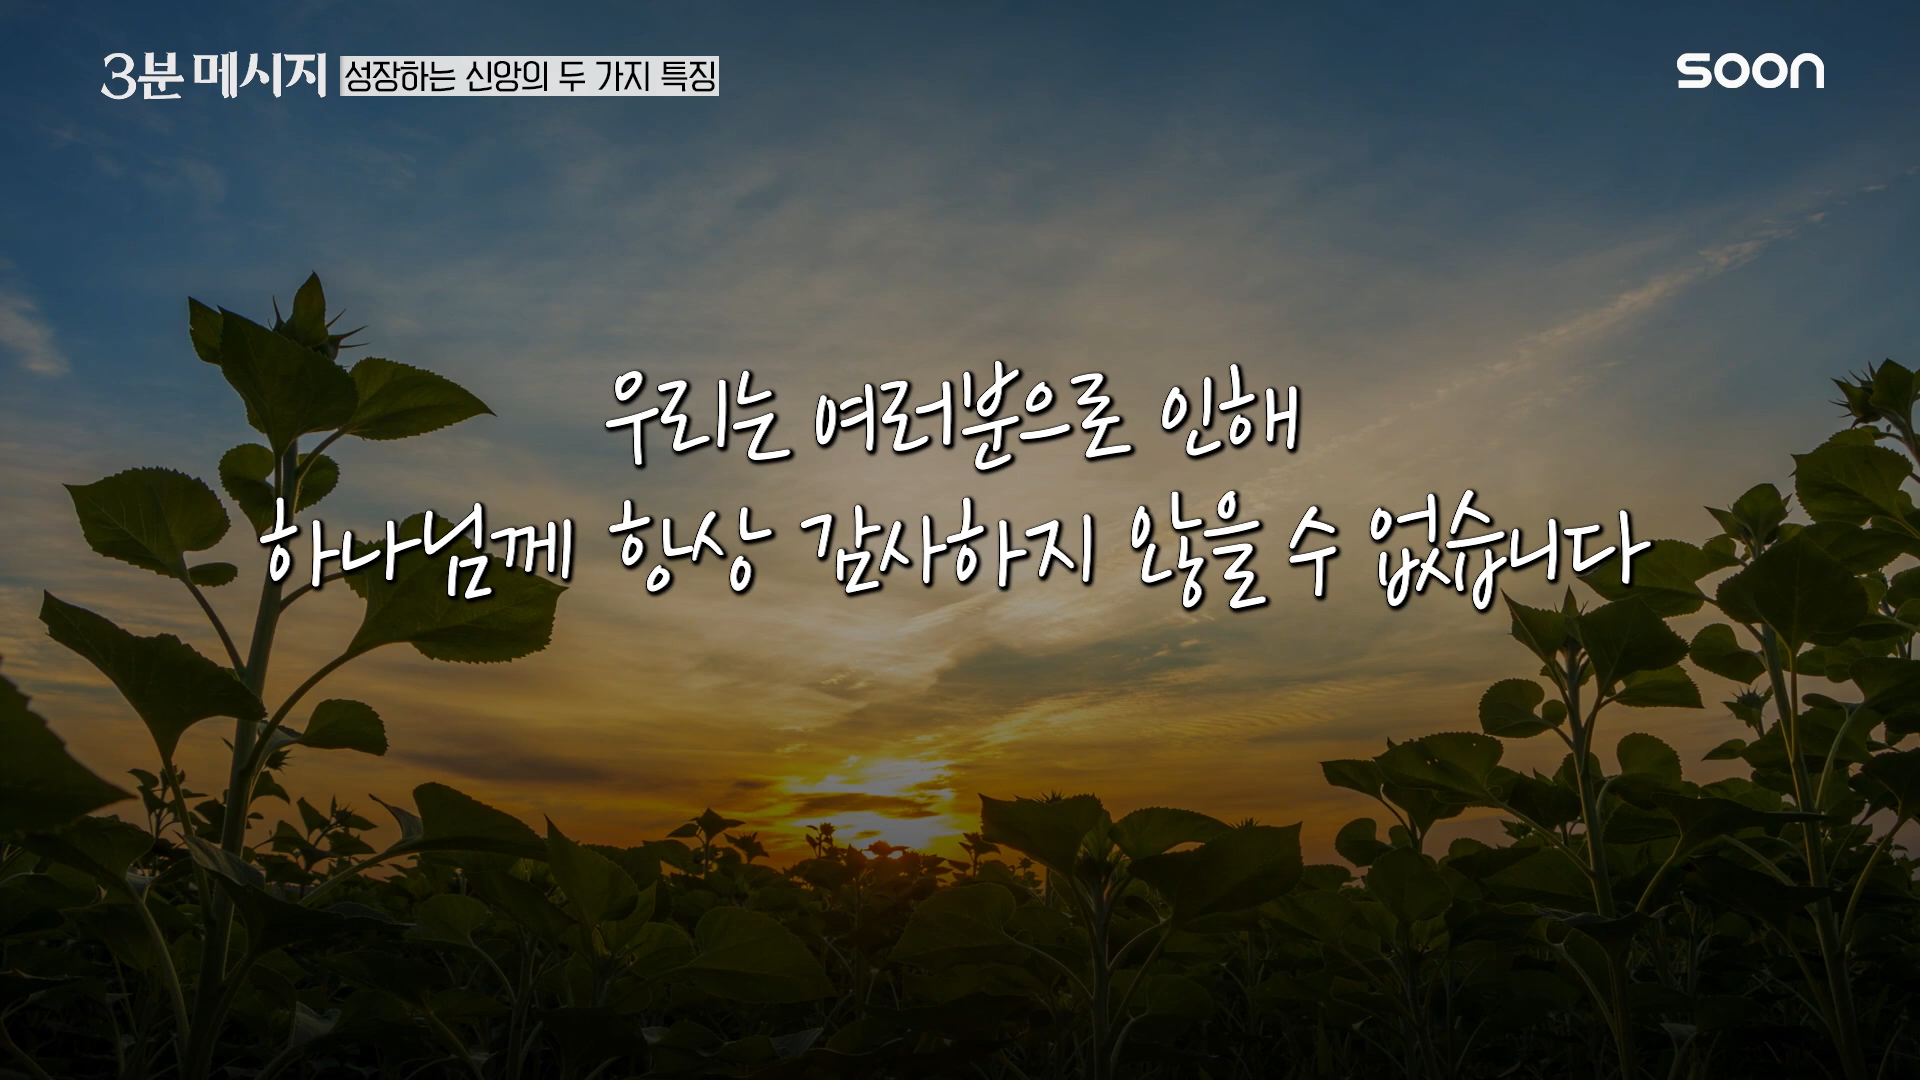 3분 메시지 성장하는 신앙의 두 가지 특징
soon
우리는 여러분으로 인해
하나님께 항상 감사하지 않을 수 없습니다